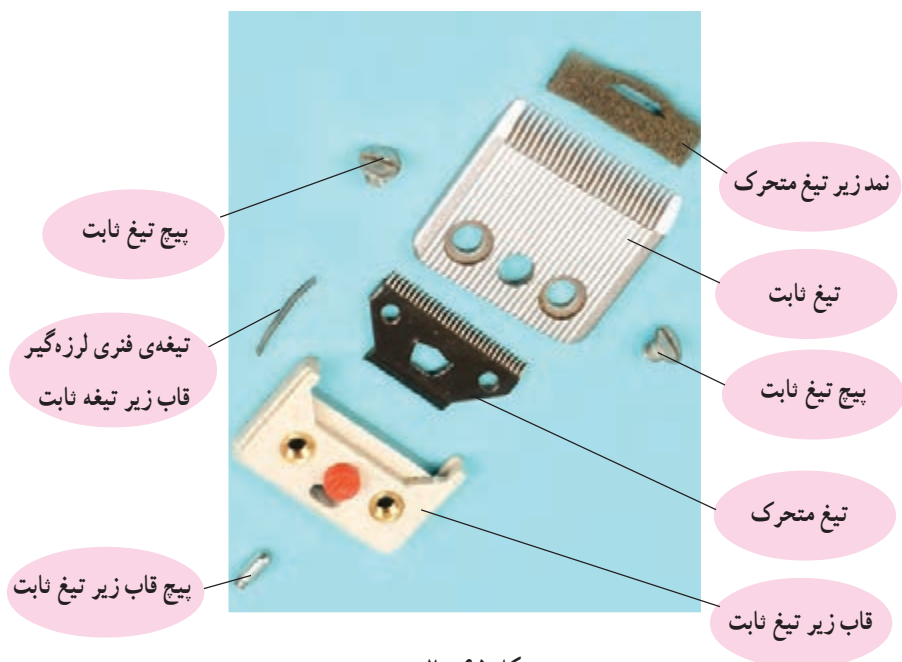 نمد زیر تیغ متحرک
پیچ تیغ ثابت
تیغ ثابت
تیغه‌ی فنری لرزه‌گیر
قاب زیر تیغه ثابت
پیچ تیغ ثابت
تیغ متحرک
پیچ قاب زیر تیغ ثابت
قاب زیر تیغ ثابت